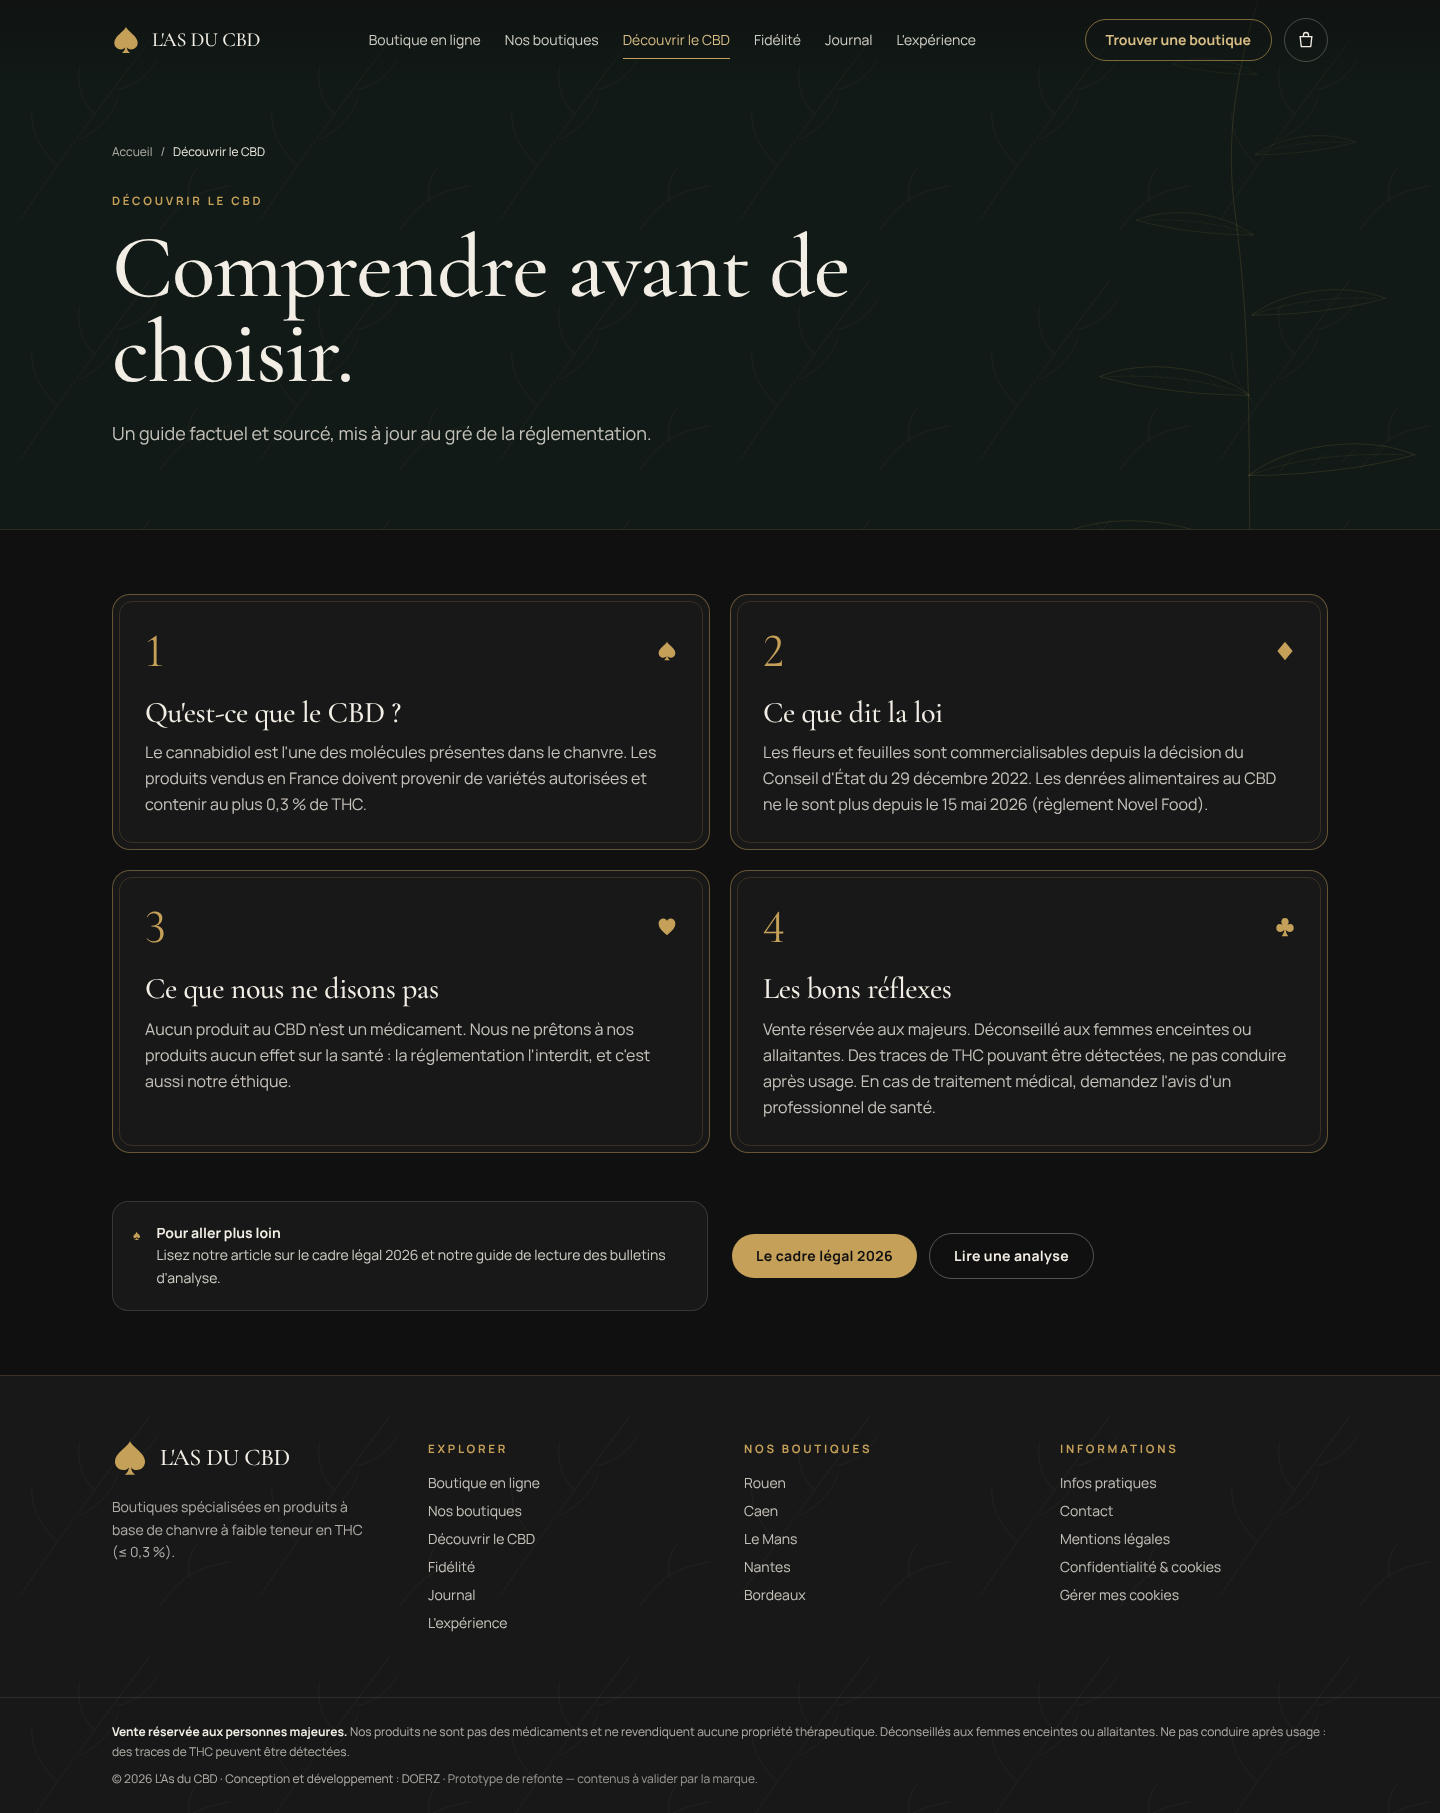 L'AS DU CBD
Boutique en ligne
Nos boutiques
Découvrir le CBD
Fidélité
Journal
L'expérience
Trouver une boutique
Accueil / Découvrir le CBD
DÉCOUVRIR LE CBD
Comprendre avant de
choisir.
Un guide factuel et sourcé, mis à jour au gré de la réglementation.
1
Qu'est-ce que le CBD ?
Le cannabidiol est l'une des molécules présentes dans le chanvre. Les
produits vendus en France doivent provenir de variétés autorisées et
contenir au plus 0,3 % de THC.
2
Ce que dit la loi
Les fleurs et feuilles sont commercialisables depuis la décision du
Conseil d'État du 29 décembre 2022. Les denrées alimentaires au CBD
ne le sont plus depuis le 15 mai 2026 (règlement Novel Food).
3
Ce que nous ne disons pas
Aucun produit au CBD n'est un médicament. Nous ne prêtons à nos
produits aucun effet sur la santé : la réglementation l'interdit, et c'est
aussi notre éthique.
4
Les bons réflexes
Vente réservée aux majeurs. Déconseillé aux femmes enceintes ou
allaitantes. Des traces de THC pouvant être détectées, ne pas conduire
après usage. En cas de traitement médical, demandez l'avis d'un
professionnel de santé.
Pour aller plus loin
Lisez notre article sur le cadre légal 2026 et notre guide de lecture des bulletins
d'analyse.
Le cadre légal 2026
Lire une analyse
L'AS DU CBD
Boutiques spécialisées en produits à
base de chanvre à faible teneur en THC
(≤ 0,3 %).
EXPLORER
Boutique en ligne
Nos boutiques
Découvrir le CBD
Fidélité
Journal
L'expérience
NOS BOUTIQUES
Rouen
Caen
Le Mans
Nantes
Bordeaux
INFORMATIONS
Infos pratiques
Contact
Mentions légales
Confidentialité & cookies
Gérer mes cookies
Vente réservée aux personnes majeures. Nos produits ne sont pas des médicaments et ne revendiquent aucune propriété thérapeutique. Déconseillés aux femmes enceintes ou allaitantes. Ne pas conduire après usage :
des traces de THC peuvent être détectées.
© 2026 L'As du CBD · Conception et développement : DOERZ · Prototype de refonte — contenus à valider par la marque.